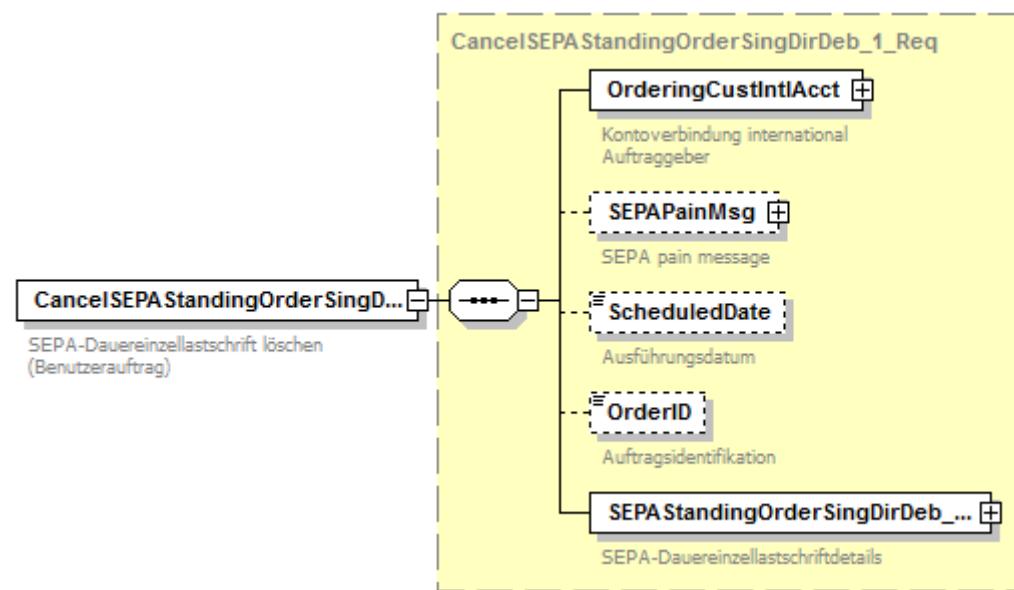 CancelSEPAStandingOrderSingDirDeb_1_Req
OrderingCustIntlAcct
Kontoverbindung international
Auftraggeber
SEPAPainMsg
SEPA pain message
CancelSEPAStandingOrderSingD...
SEPA-Dauereinzellastschrift löschen
(Benutzerauftrag)
ScheduledDate
Ausführungsdatum
OrderID
Auftragsidentifikation
SEPAStandingOrderSingDirDeb_...
SEPA-Dauereinzellastschriftdetails